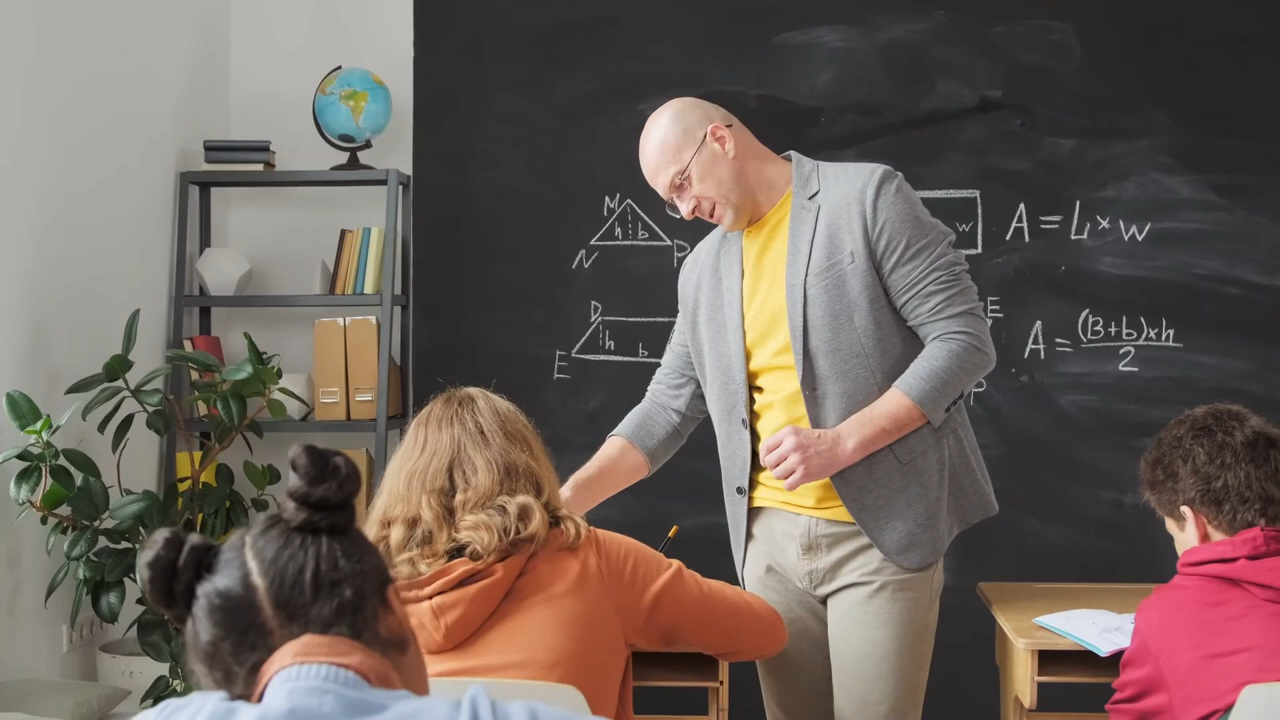 M
h b
N P
w
A = L × w
D
h b
E
E
A = (B+b)×h / 2
P